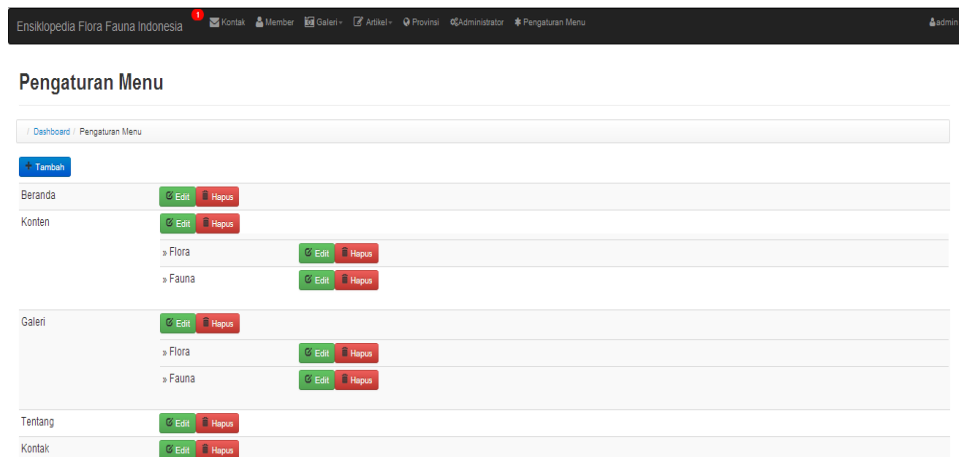 Ensiklopedia Flora Fauna Indonesia 1 Kontak Member Galeri Artikel Provinsi Administrator Pengaturan Menu admin
Pengaturan Menu
/ Dashboard / Pengaturan Menu
+ Tambah
Beranda Edit Hapus
Konten Edit Hapus
» Flora Edit Hapus
» Fauna Edit Hapus
Galeri Edit Hapus
» Flora Edit Hapus
» Fauna Edit Hapus
Tentang Edit Hapus
Kontak Edit Hapus